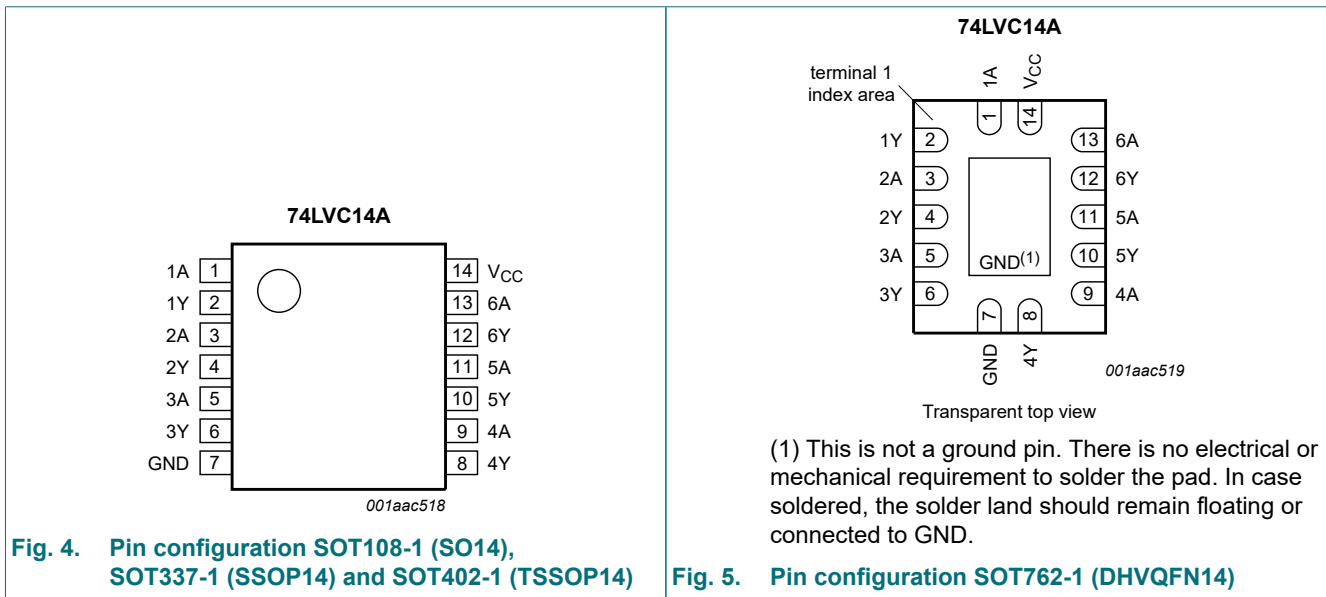 74LVC14A
1A 1
1Y 2
2A 3
2Y 4
3A 5
3Y 6
GND 7
14 VCC
13 6A
12 6Y
11 5A
10 5Y
9 4A
8 4Y
001aac518
Fig. 4. Pin configuration SOT108-1 (SO14),
SOT337-1 (SSOP14) and SOT402-1 (TSSOP14)
74LVC14A
terminal 1
index area
1A
VCC
1
14
1Y 2
2A 3
2Y 4
3A 5
3Y 6
13 6A
12 6Y
11 5A
10 5Y
9 4A
GND(1)
7
8
GND
4Y
001aac519
Transparent top view
(1) This is not a ground pin. There is no electrical or
mechanical requirement to solder the pad. In case
soldered, the solder land should remain floating or
connected to GND.
Fig. 5. Pin configuration SOT762-1 (DHVQFN14)